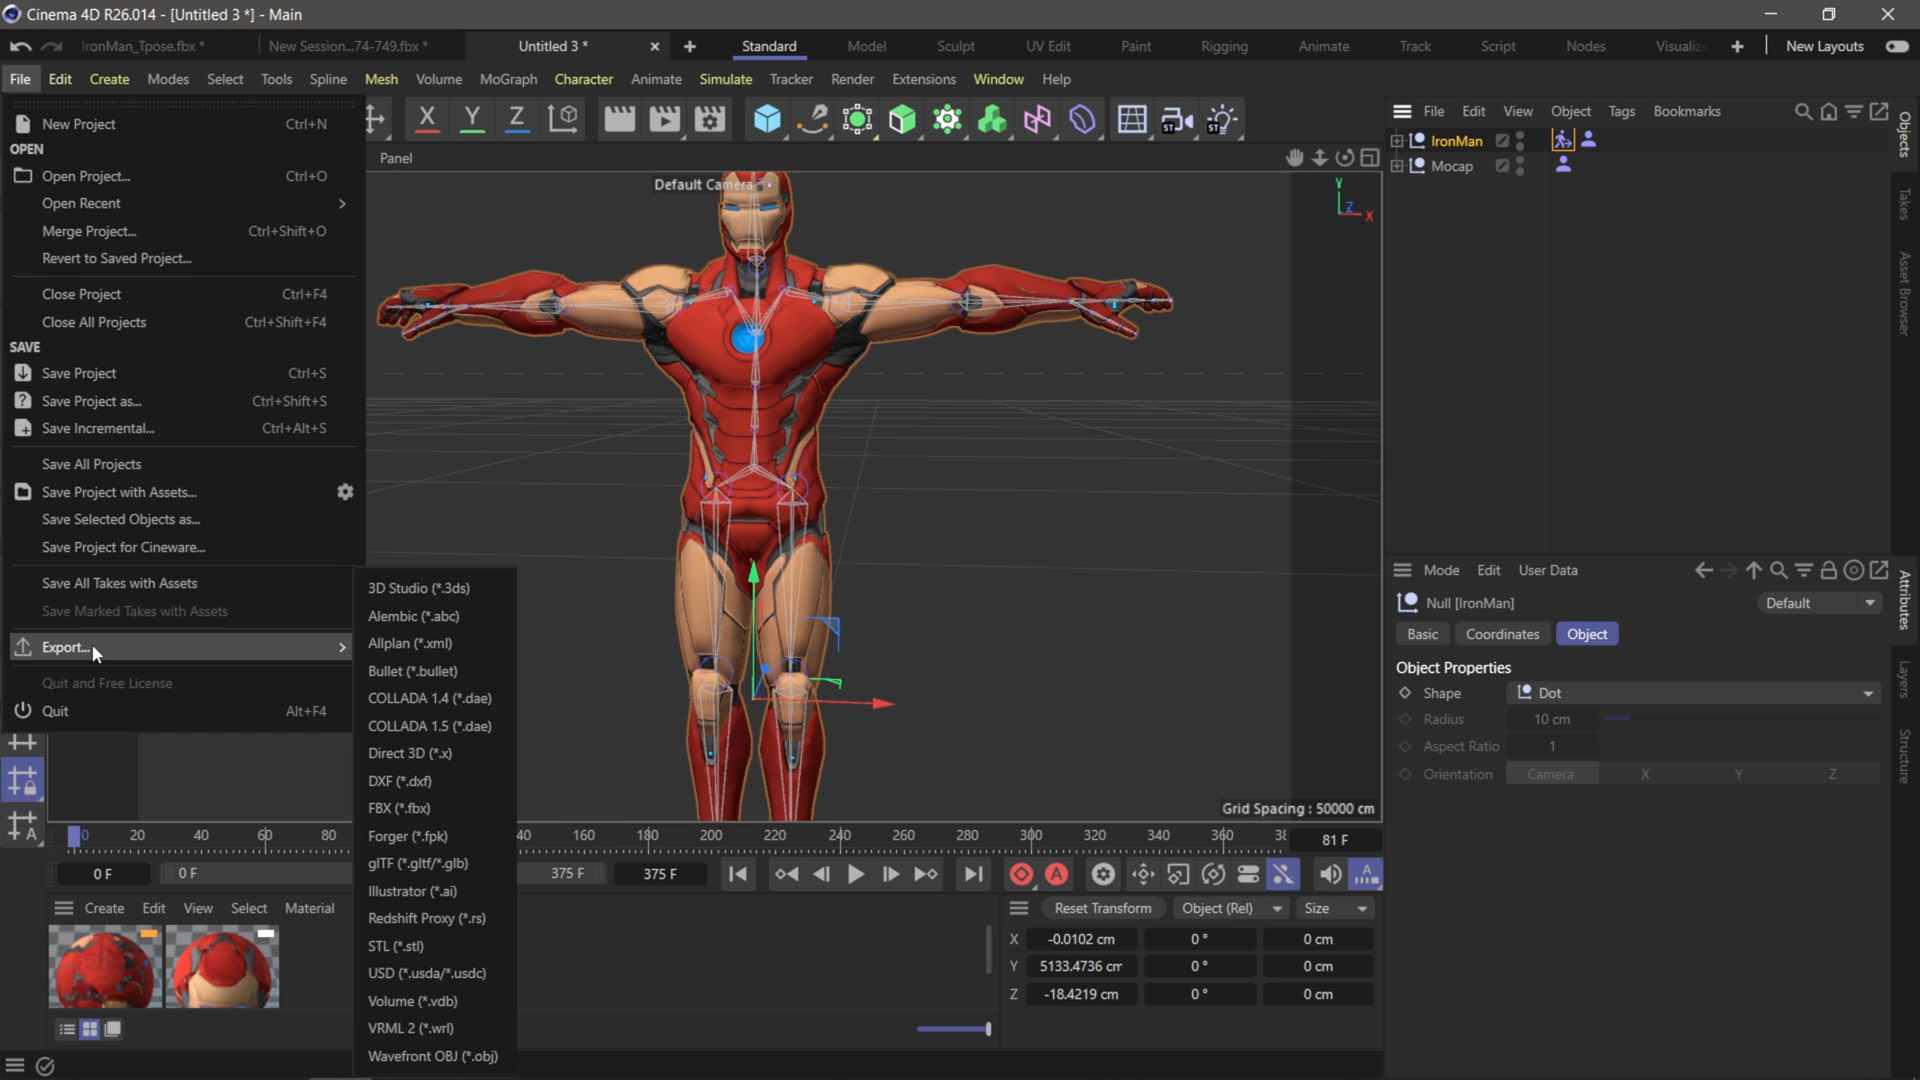 Cinema 4D R26.014 - [Untitled 3 *] - Main
IronMan_Tpose.fbx * New Session...74-749.fbx * Untitled 3 * Standard Model Sculpt UV Edit Paint Rigging Animate Track Script Nodes Visualiz New Layouts
File Edit Create Modes Select Tools Spline Mesh Volume MoGraph Character Animate Simulate Tracker Render Extensions Window Help
New Project Ctrl+N
OPEN
Open Project... Ctrl+O
Open Recent
Merge Project... Ctrl+Shift+O
Revert to Saved Project...
Close Project Ctrl+F4
Close All Projects Ctrl+Shift+F4
SAVE
Save Project Ctrl+S
Save Project as... Ctrl+Shift+S
Save Incremental... Ctrl+Alt+S
Save All Projects
Save Project with Assets...
Save Selected Objects as...
Save Project for Cineware...
Save All Takes with Assets
Save Marked Takes with Assets
Export...
Quit and Free License
Quit Alt+F4
3D Studio (*.3ds)
Alembic (*.abc)
Allplan (*.xml)
Bullet (*.bullet)
COLLADA 1.4 (*.dae)
COLLADA 1.5 (*.dae)
Direct 3D (*.x)
DXF (*.dxf)
FBX (*.fbx)
Forger (*.fpk)
glTF (*.gltf/*.glb)
Illustrator (*.ai)
Redshift Proxy (*.rs)
STL (*.stl)
USD (*.usda/*.usdc)
Volume (*.vdb)
VRML 2 (*.wrl)
Wavefront OBJ (*.obj)
X Y Z ST ST
Panel
Default Camera
Y
Z
X
Grid Spacing : 50000 cm
0 20 40 60 80 40 160 180 200 220 240 260 280 300 320 340 360 38 81 F
0 F 0 F 375 F 375 F
A
A
A
Create Edit View Select Material
Reset Transform Object (Rel) Size
X -0.0102 cm 0 ° 0 cm
Y 5133.4736 cm 0 ° 0 cm
Z -18.4219 cm 0 ° 0 cm
File Edit View Object Tags Bookmarks
IronMan
Mocap
Objects
Takes
Asset Browser
Mode Edit User Data
Null [IronMan] Default
Basic Coordinates Object
Object Properties
Shape Dot
Radius 10 cm
Aspect Ratio 1
Orientation Camera X Y Z
Attributes
Layers
Structure